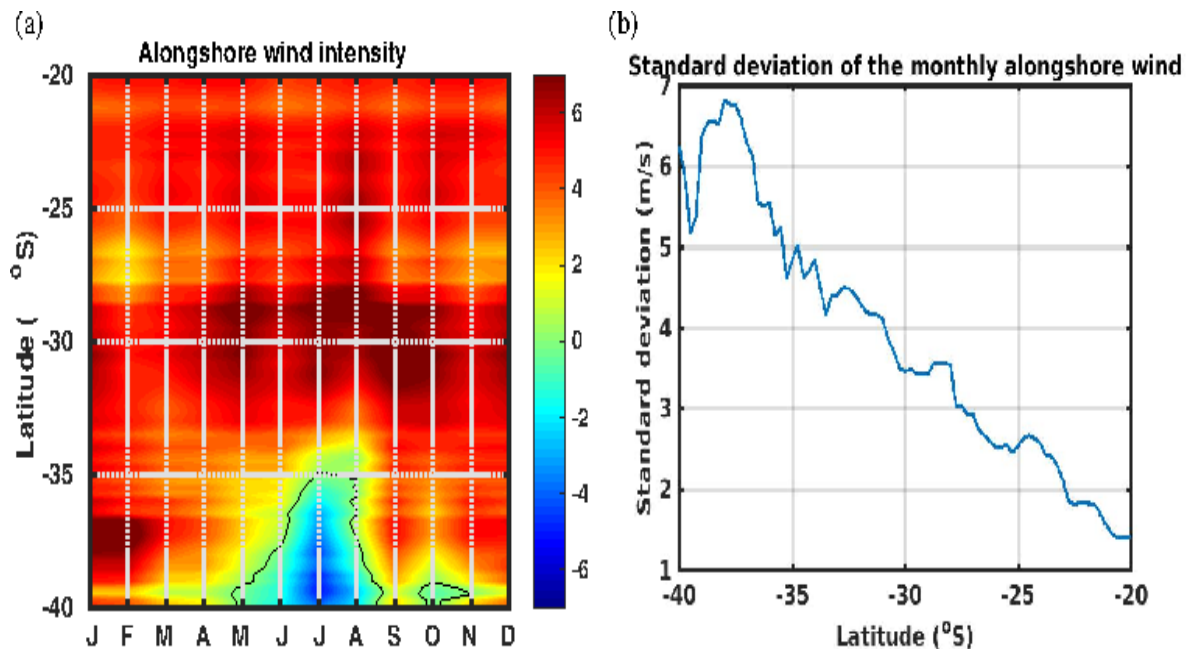 (a)
Alongshore wind intensity
-20
-25
-30
-35
-40
Latitude ( °S)
J F M A M J J A S O N D
6
4
2
0
-2
-4
-6
(b)
Standard deviation of the monthly alongshore wind
7
6
5
4
3
2
1
Standard deviation (m/s)
-40 -35 -30 -25 -20
Latitude (°S)